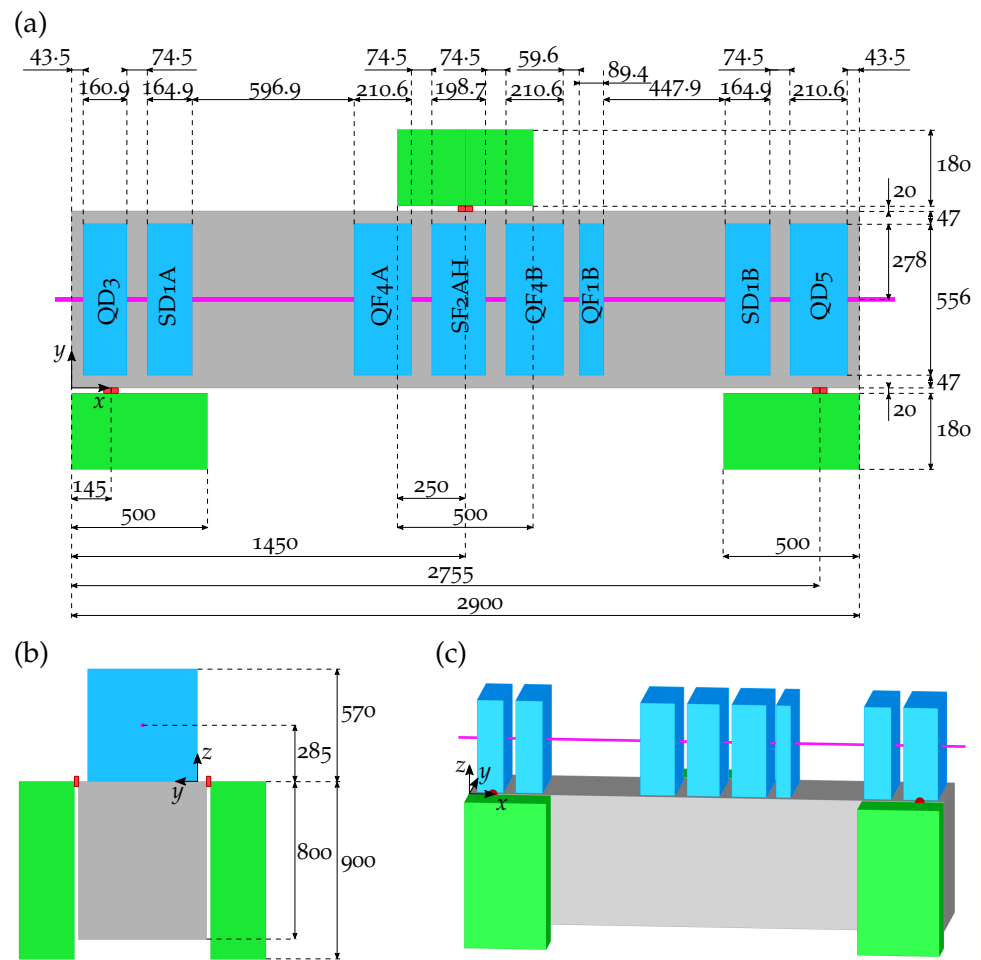 (a)
43.5 74.5 74.5 74.5 59.6 74.5 43.5
89.4
160.9 164.9 596.9 210.6 198.7 210.6 447.9 164.9 210.6
180
20
47
278
QD3 SD1A QF4A SF2AH QF4B QF1B SD1B QD5
556
y
x
47
20
180
145 250
500 500
1450 500
2755
2900
(b) (c)
570
285
z
y
800
900
z
y
x